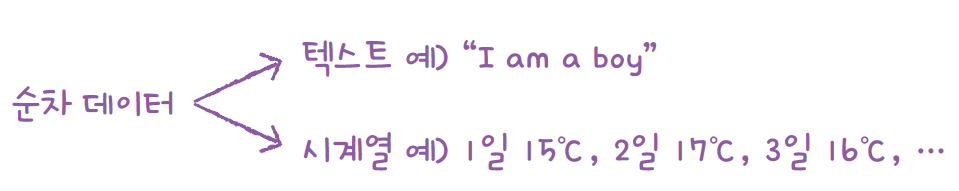 텍스트 예) “I am a boy”
순차 데이터
시계열 예) 1일 15℃, 2일 17℃, 3일 16℃, …